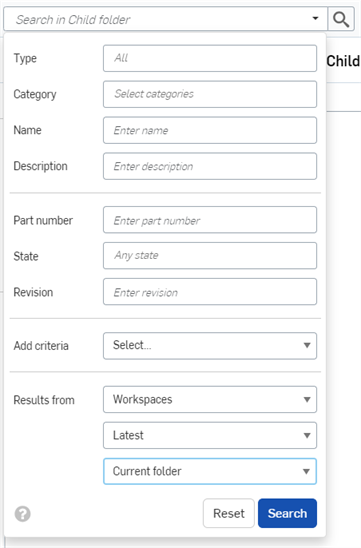 Search in Child folder
Child
Type All
Category Select categories
Name Enter name
Description Enter description
Part number Enter part number
State Any state
Revision Enter revision
Add criteria Select...
Results from Workspaces
Latest
Current folder
? Reset Search